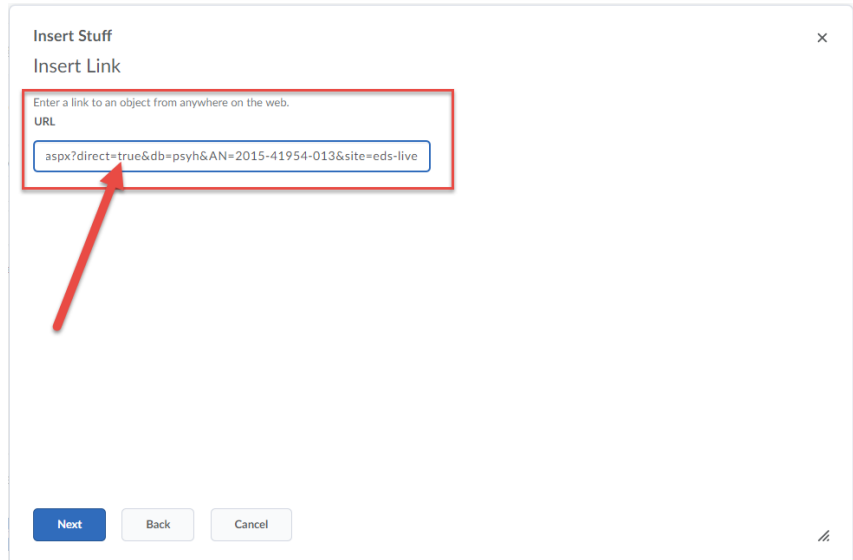 Insert Stuff
Insert Link
Enter a link to an object from anywhere on the web.
URL
aspx?direct=true&db=psyh&AN=2015-41954-013&site=eds-live
Next Back Cancel